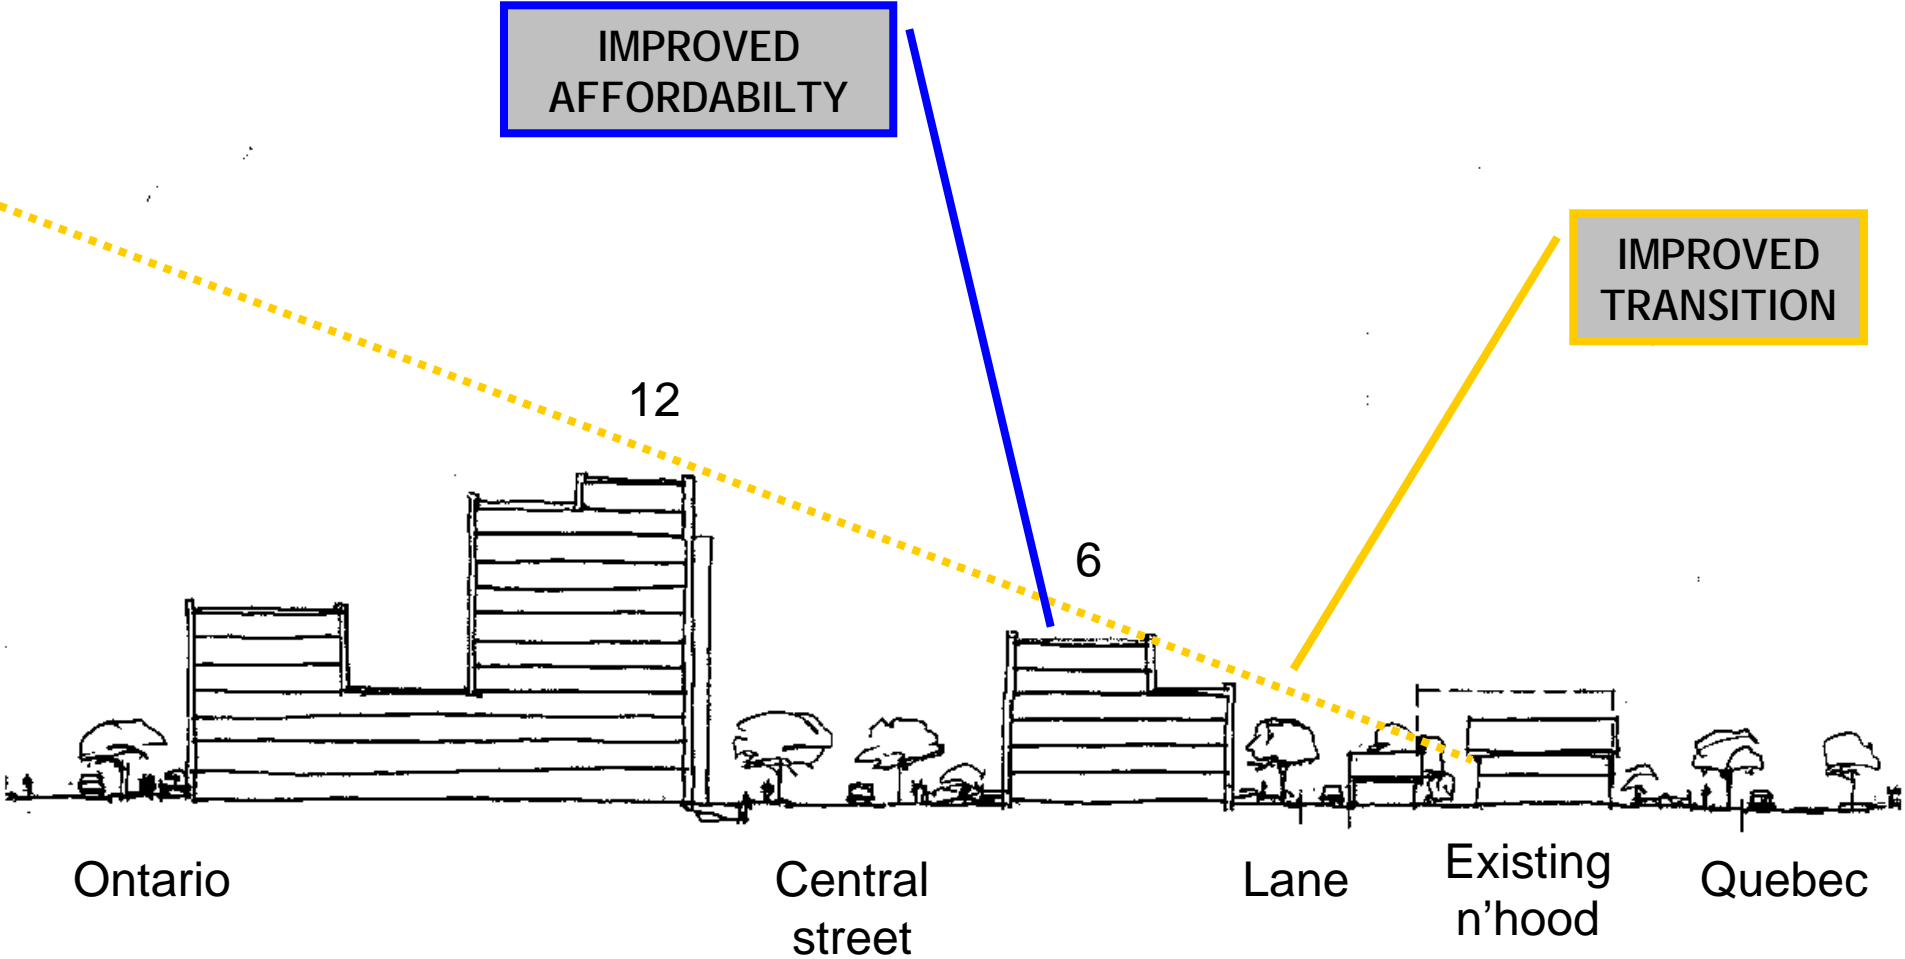 IMPROVED
AFFORDABILTY
IMPROVED
TRANSITION
12
6
Ontario
Central
street
Lane
Existing
n'hood
Quebec